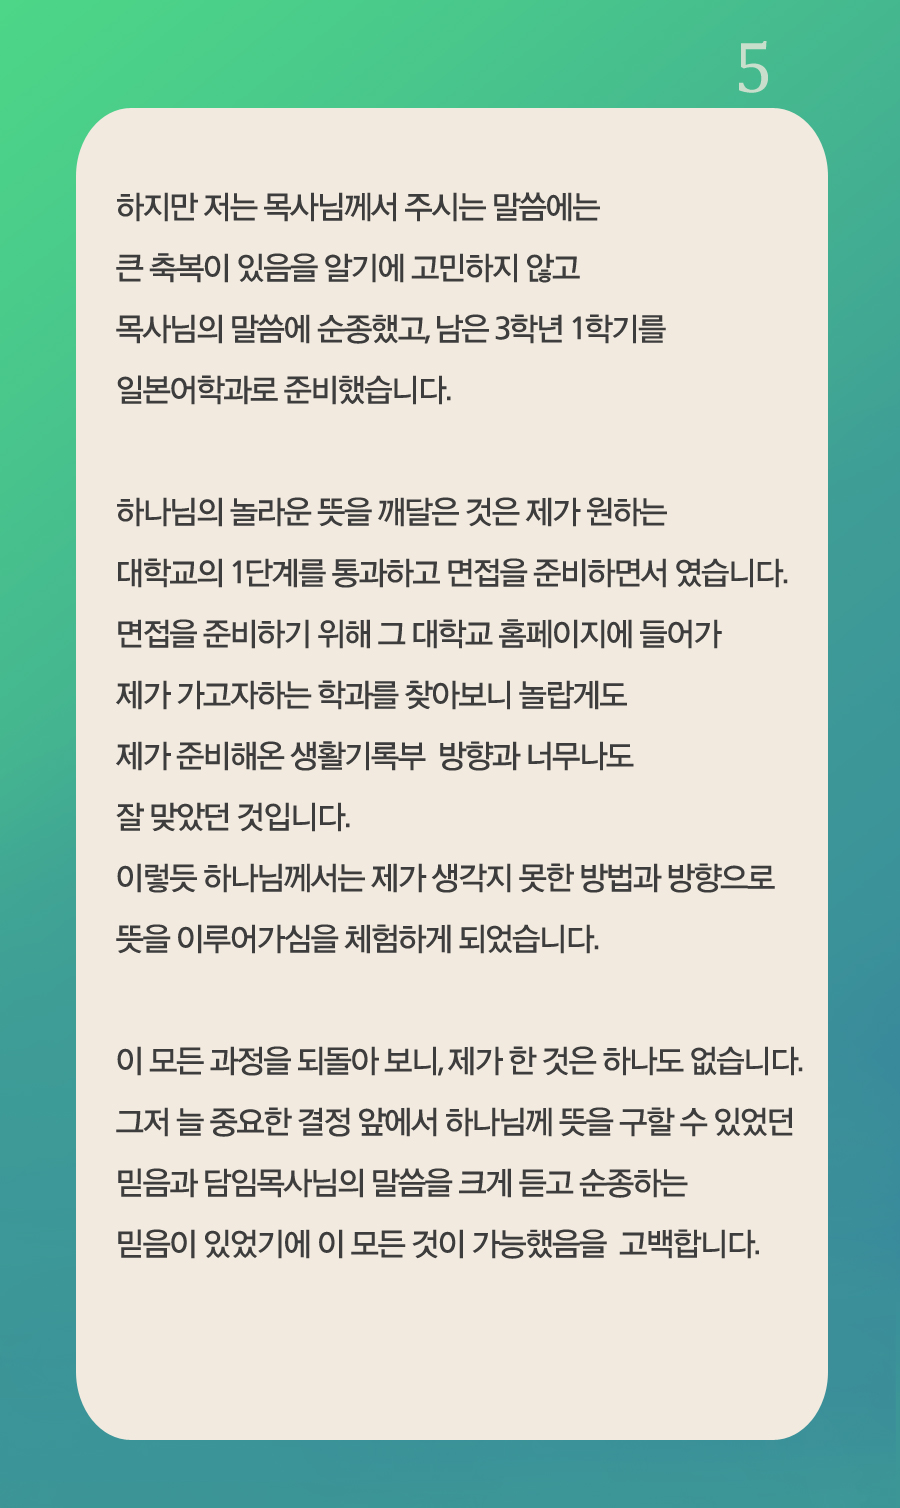 5
하지만 저는 목사님께서 주시는 말씀에는
큰 축복이 있음을 알기에 고민하지 않고
목사님의 말씀에 순종했고, 남은 3학년 1학기를
일본어학과로 준비했습니다.
하나님의 놀라운 뜻을 깨달은 것은 제가 원하는
대학교의 1단계를 통과하고 면접을 준비하면서 였습니다.
면접을 준비하기 위해 그 대학교 홈페이지에 들어가
제가 가고자하는 학과를 찾아보니 놀랍게도
제가 준비해온 생활기록부 방향과 너무나도
잘 맞았던 것입니다.
이렇듯 하나님께서는 제가 생각지 못한 방법과 방향으로
뜻을 이루어가심을 체험하게 되었습니다.
이 모든 과정을 되돌아 보니, 제가 한 것은 하나도 없습니다.
그저 늘 중요한 결정 앞에서 하나님께 뜻을 구할 수 있었던
믿음과 담임목사님의 말씀을 크게 듣고 순종하는
믿음이 있었기에 이 모든 것이 가능했음을 고백합니다.